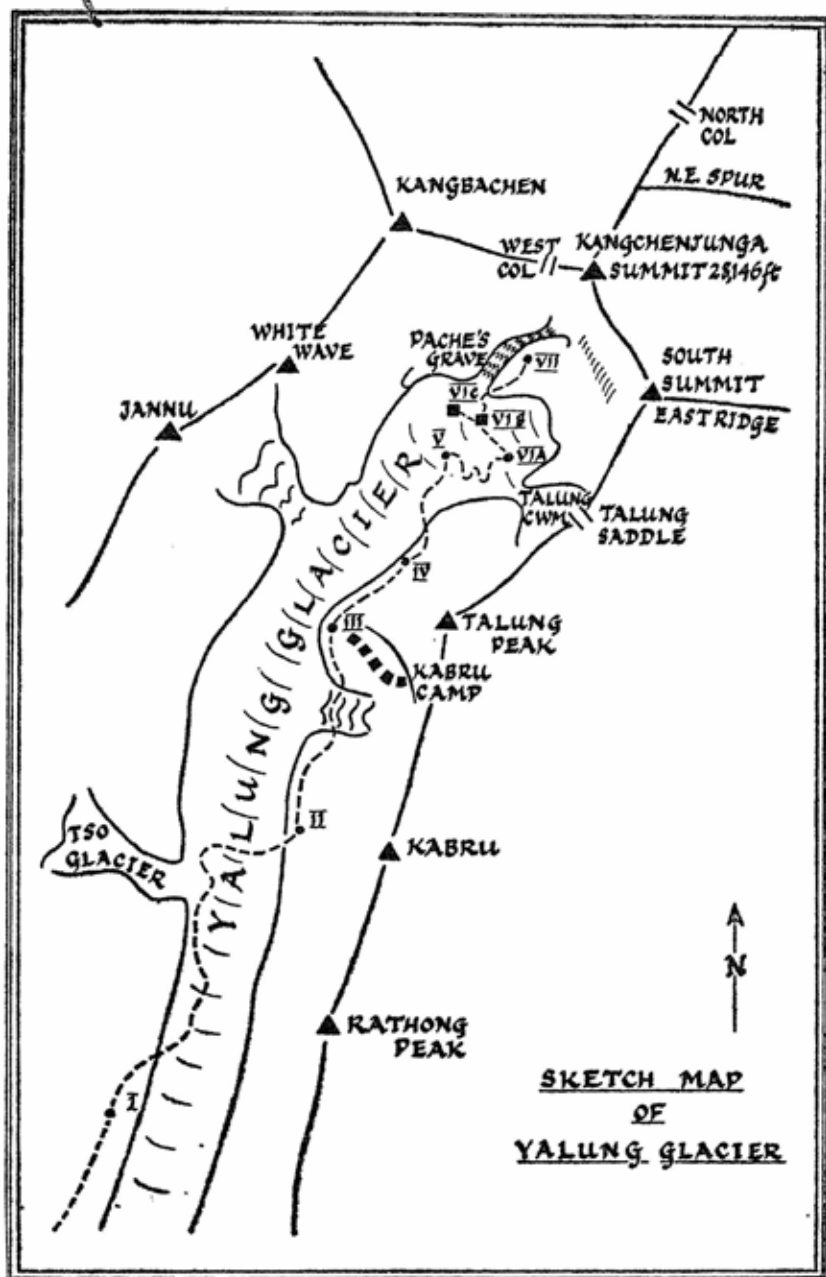 NORTH
COL
N.E. SPUR
KANGBACHEN
WEST
COL
KANGCHENJUNGA
SUMMIT 28,146ft
WHITE
WAVE
PACHE'S
GRAVE
VII
SOUTH
SUMMIT
EAST RIDGE
JANNU
VIC
VIB
V
VIA
TALUNG
CWM
TALUNG
SADDLE
IV
III
TALUNG
PEAK
KABRU
CAMP
YALUNG GLACIER
II
TSO
GLACIER
KABRU
N
RATHONG
PEAK
I
SKETCH MAP
OF
YALUNG GLACIER